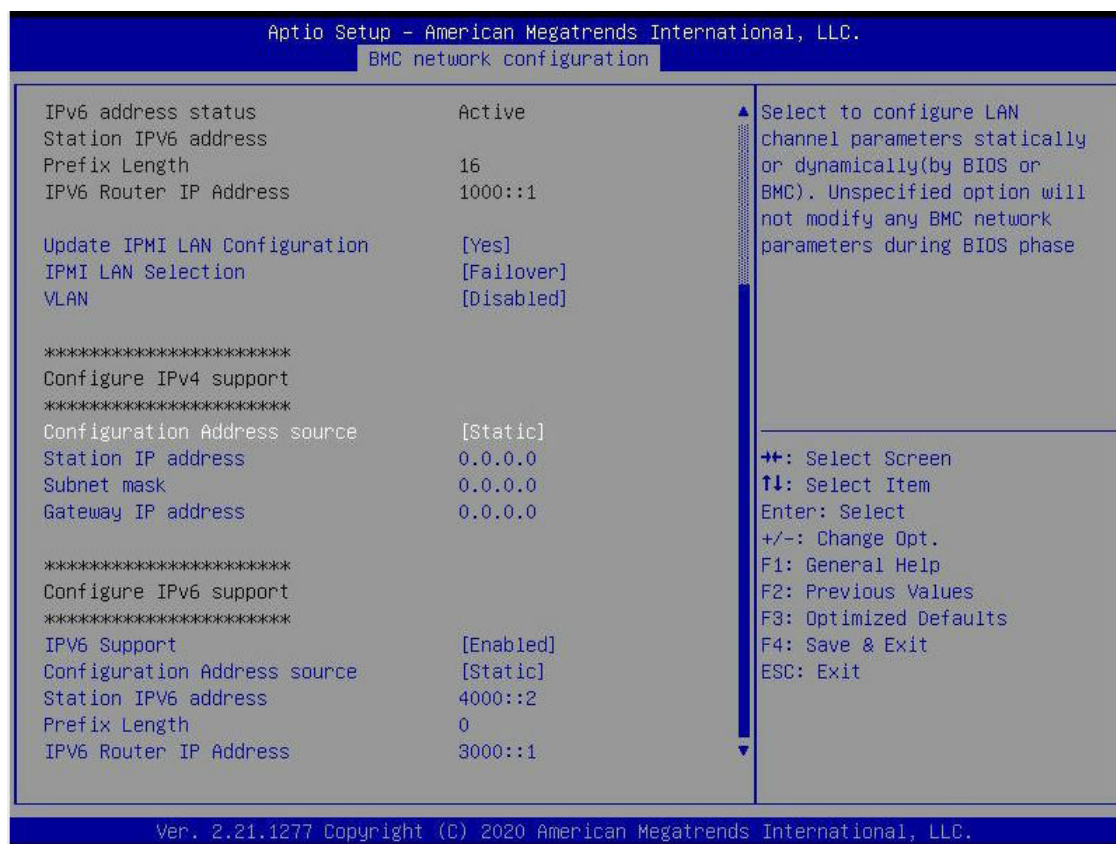 Aptio Setup – American Megatrends International, LLC.
BMC network configuration
IPv6 address status Active
Station IPV6 address
Prefix Length 16
IPV6 Router IP Address 1000::1
Update IPMI LAN Configuration [Yes]
IPMI LAN Selection [Failover]
VLAN [Disabled]
**********************
Configure IPv4 support
**********************
Configuration Address source [Static]
Station IP address 0.0.0.0
Subnet mask 0.0.0.0
Gateway IP address 0.0.0.0
**********************
Configure IPv6 support
**********************
IPV6 Support [Enabled]
Configuration Address source [Static]
Station IPV6 address 4000::2
Prefix Length 0
IPV6 Router IP Address 3000::1
Select to configure LAN
channel parameters statically
or dynamically(by BIOS or
BMC). Unspecified option will
not modify any BMC network
parameters during BIOS phase
→←: Select Screen
↑↓: Select Item
Enter: Select
+/-: Change Opt.
F1: General Help
F2: Previous Values
F3: Optimized Defaults
F4: Save & Exit
ESC: Exit
Ver. 2.21.1277 Copyright (C) 2020 American Megatrends International, LLC.